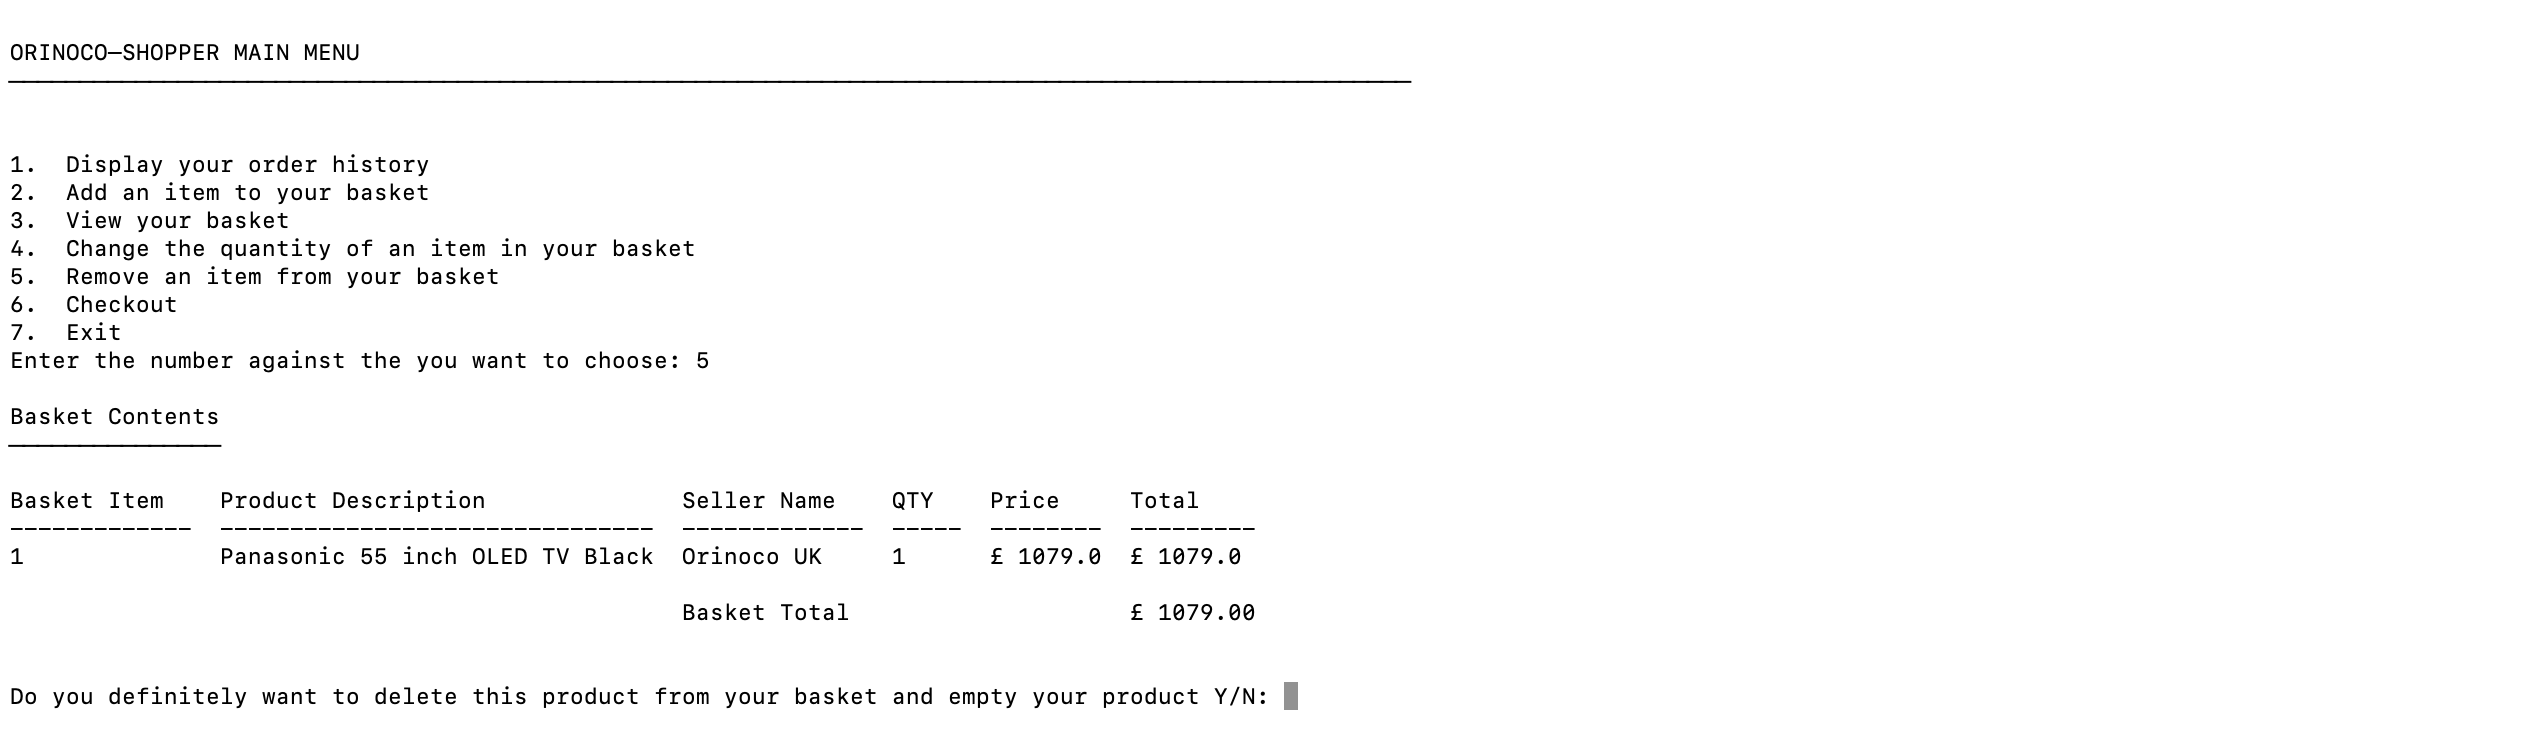 ORINOCO—SHOPPER MAIN MENU
1. Display your order history
2. Add an item to your basket
3. View your basket
4. Change the quantity of an item in your basket
5. Remove an item from your basket
6. Checkout
7. Exit
Enter the number against the you want to choose: 5
Basket Contents
Basket Item Product Description Seller Name QTY Price Total
------------- ------------------------------- ------------- ----- -------- ---------
1 Panasonic 55 inch OLED TV Black Orinoco UK 1 £ 1079.0 £ 1079.0
Basket Total £ 1079.00
Do you definitely want to delete this product from your basket and empty your product Y/N: